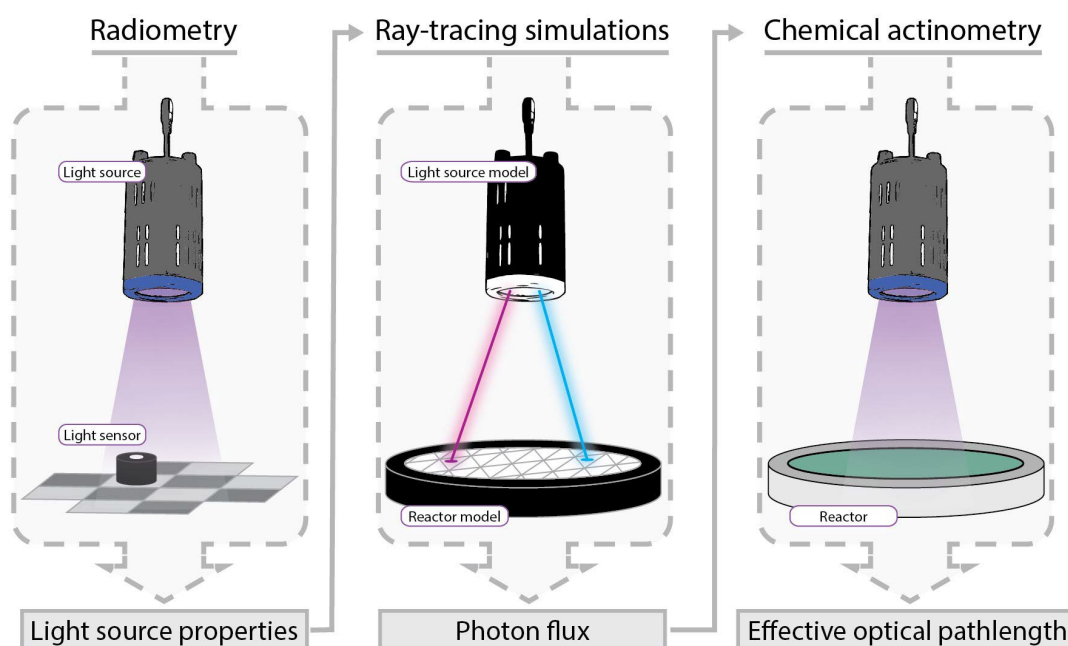 Radiometry
Ray-tracing simulations
Chemical actinometry
Light source
Light source model
Light sensor
Reactor model
Reactor
Light source properties
Photon flux
Effective optical pathlength